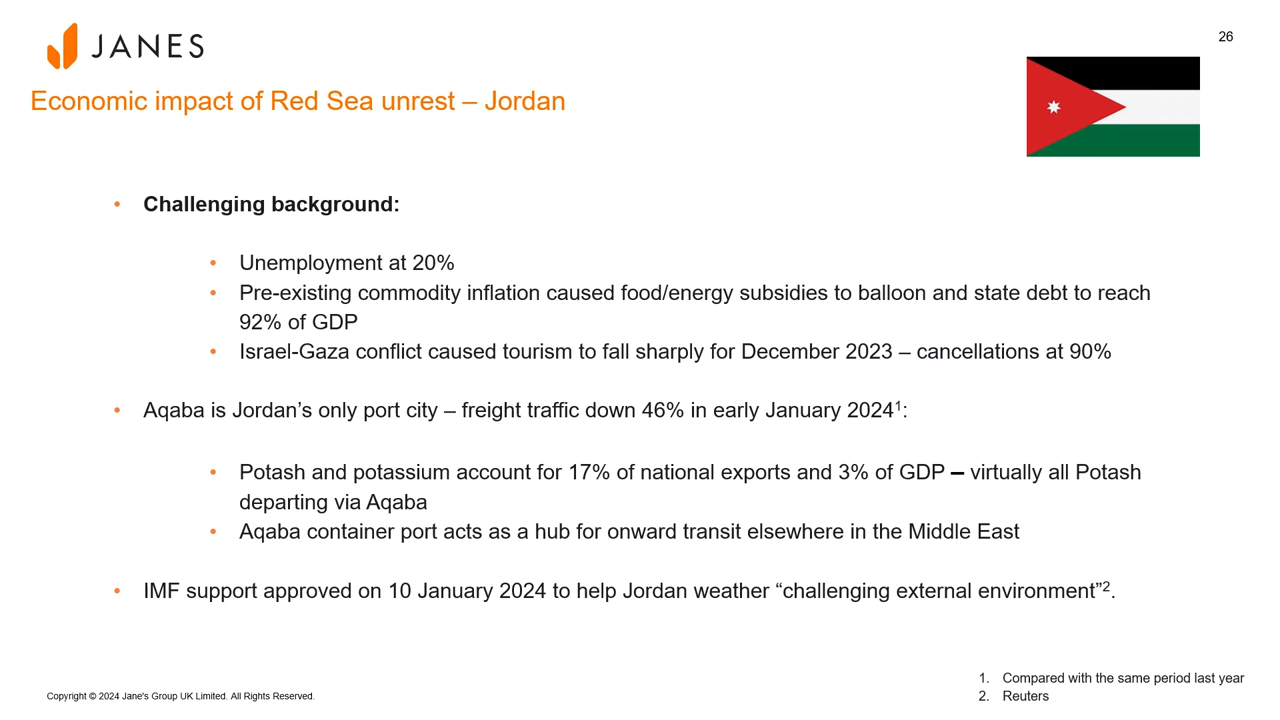 JANES
26
Economic impact of Red Sea unrest – Jordan
• Challenging background:
• Unemployment at 20%
• Pre-existing commodity inflation caused food/energy subsidies to balloon and state debt to reach
92% of GDP
• Israel-Gaza conflict caused tourism to fall sharply for December 2023 – cancellations at 90%
• Aqaba is Jordan’s only port city – freight traffic down 46% in early January 2024¹:
• Potash and potassium account for 17% of national exports and 3% of GDP – virtually all Potash
departing via Aqaba
• Aqaba container port acts as a hub for onward transit elsewhere in the Middle East
• IMF support approved on 10 January 2024 to help Jordan weather “challenging external environment”².
1. Compared with the same period last year
2. Reuters
Copyright © 2024 Jane's Group UK Limited. All Rights Reserved.